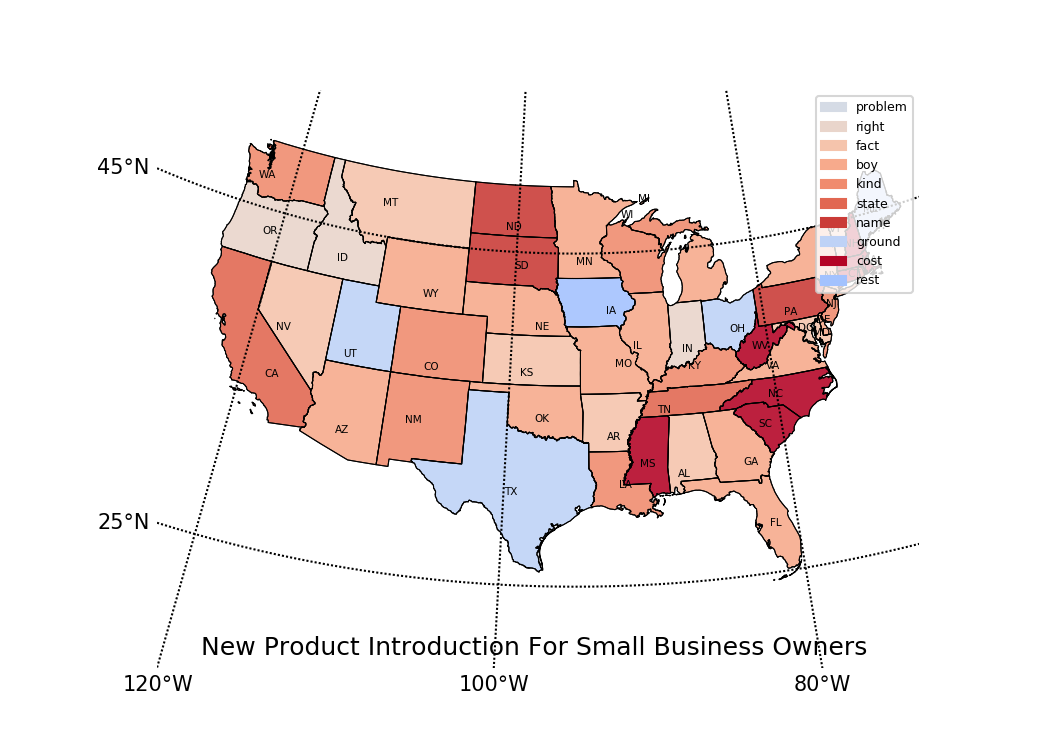 problem
right
fact
boy
kind
state
name
ground
cost
rest
45°N
25°N
120°W
100°W
80°W
WA
MT
ND
MI
WI
OR
ID
SD
MN
WY
IA
NE
NV
UT
CO
KS
MO
IL
IN
OH
PA
NJ
DE
DC
MD
WV
VA
KY
CA
AZ
NM
OK
AR
TN
NC
SC
MS
AL
GA
LA
TX
FL
New Product Introduction For Small Business Owners